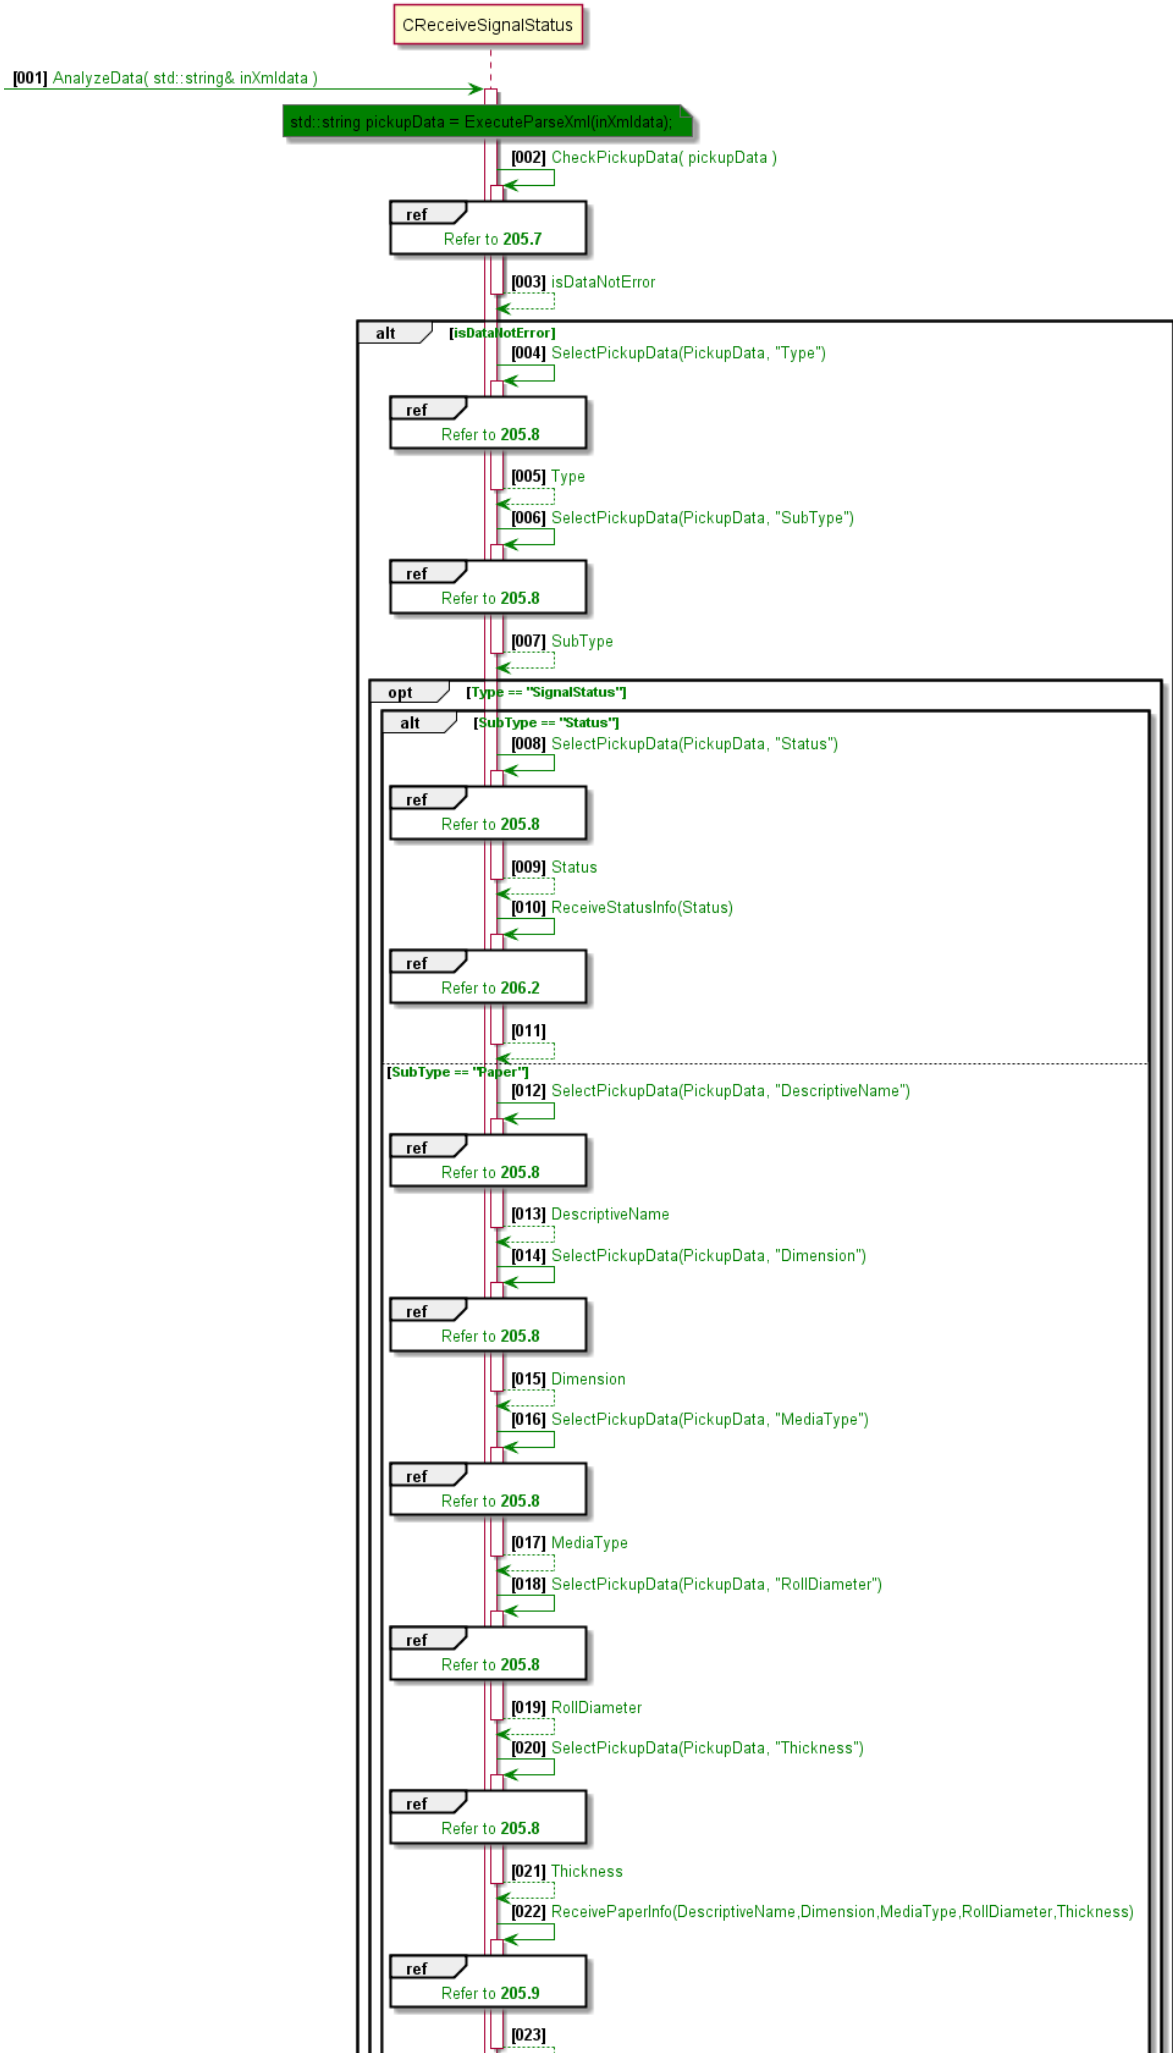 CReceiveSignalStatus
[001] AnalyzeData( std::string& inXmldata )
std::string pickupData = ExecuteParseXml(inXmldata);
[002] CheckPickupData( pickupData )
ref
Refer to 205.7
[003] isDataNotError
alt [isDataNotError]
[004] SelectPickupData(PickupData, "Type")
ref
Refer to 205.8
[005] Type
[006] SelectPickupData(PickupData, "SubType")
ref
Refer to 205.8
[007] SubType
opt [Type == "SignalStatus"]
alt [SubType == "Status"]
[008] SelectPickupData(PickupData, "Status")
ref
Refer to 205.8
[009] Status
[010] ReceiveStatusInfo(Status)
ref
Refer to 206.2
[011]
[SubType == "Paper"]
[012] SelectPickupData(PickupData, "DescriptiveName")
ref
Refer to 205.8
[013] DescriptiveName
[014] SelectPickupData(PickupData, "Dimension")
ref
Refer to 205.8
[015] Dimension
[016] SelectPickupData(PickupData, "MediaType")
ref
Refer to 205.8
[017] MediaType
[018] SelectPickupData(PickupData, "RollDiameter")
ref
Refer to 205.8
[019] RollDiameter
[020] SelectPickupData(PickupData, "Thickness")
ref
Refer to 205.8
[021] Thickness
[022] ReceivePaperInfo(DescriptiveName,Dimension,MediaType,RollDiameter,Thickness)
ref
Refer to 205.9
[023]